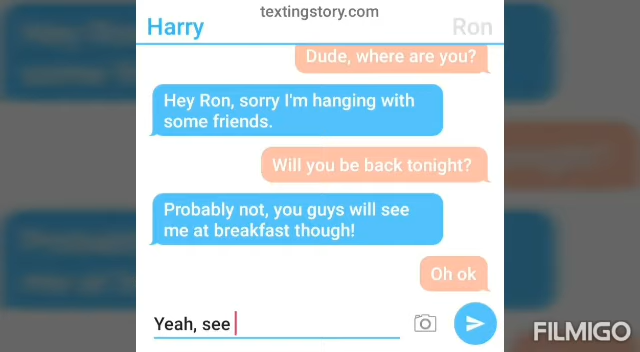 textingstory.com
Harry
Ron
Dude, where are you?
Hey Ron, sorry I'm hanging with
some friends.
Will you be back tonight?
Probably not, you guys will see
me at breakfast though!
Oh ok
Yeah, see
FILMIGO